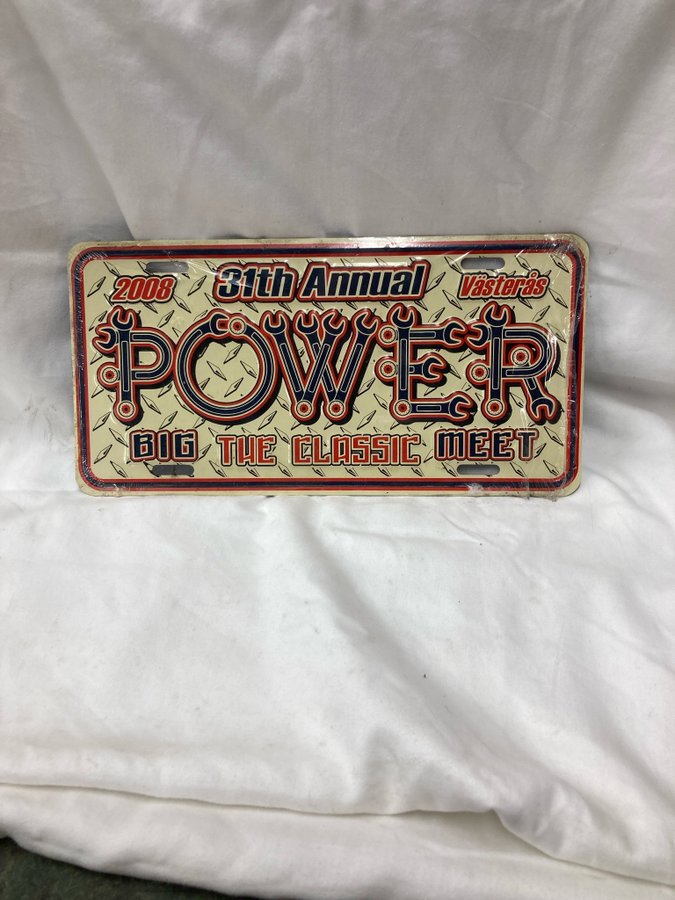 2008 31th Annual Västerås
POWER
BIG THE CLASSIC MEET